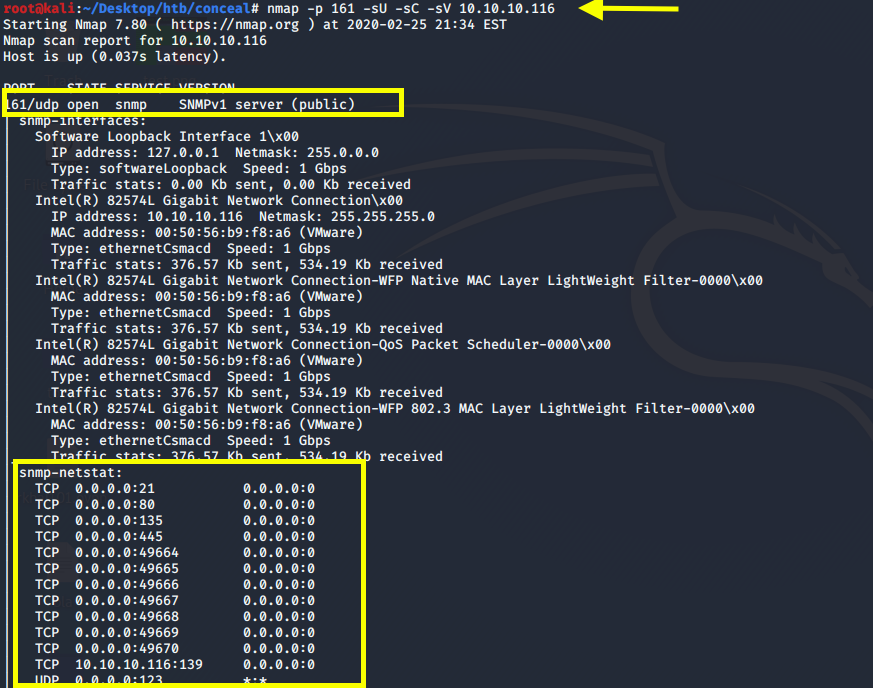 root@kali:~/Desktop/htb/conceal# nmap -p 161 -sU -sC -sV 10.10.10.116
Starting Nmap 7.80 ( https://nmap.org ) at 2020-02-25 21:34 EST
Nmap scan report for 10.10.10.116
Host is up (0.037s latency).
PORT STATE SERVICE VERSION
161/udp open snmp SNMPv1 server (public)
snmp-interfaces:
Software Loopback Interface 1\x00
IP address: 127.0.0.1 Netmask: 255.0.0.0
Type: softwareLoopback Speed: 1 Gbps
Traffic stats: 0.00 Kb sent, 0.00 Kb received
Intel(R) 82574L Gigabit Network Connection\x00
IP address: 10.10.10.116 Netmask: 255.255.255.0
MAC address: 00:50:56:b9:f8:a6 (VMware)
Type: ethernetCsmacd Speed: 1 Gbps
Traffic stats: 376.57 Kb sent, 534.19 Kb received
Intel(R) 82574L Gigabit Network Connection-WFP Native MAC Layer LightWeight Filter-0000\x00
MAC address: 00:50:56:b9:f8:a6 (VMware)
Type: ethernetCsmacd Speed: 1 Gbps
Traffic stats: 376.57 Kb sent, 534.19 Kb received
Intel(R) 82574L Gigabit Network Connection-QoS Packet Scheduler-0000\x00
MAC address: 00:50:56:b9:f8:a6 (VMware)
Type: ethernetCsmacd Speed: 1 Gbps
Traffic stats: 376.57 Kb sent, 534.19 Kb received
Intel(R) 82574L Gigabit Network Connection-WFP 802.3 MAC Layer LightWeight Filter-0000\x00
MAC address: 00:50:56:b9:f8:a6 (VMware)
Type: ethernetCsmacd Speed: 1 Gbps
Traffic stats: 376.57 Kb sent, 534.19 Kb received
snmp-netstat:
TCP 0.0.0.0:21 0.0.0.0:0
TCP 0.0.0.0:80 0.0.0.0:0
TCP 0.0.0.0:135 0.0.0.0:0
TCP 0.0.0.0:445 0.0.0.0:0
TCP 0.0.0.0:49664 0.0.0.0:0
TCP 0.0.0.0:49665 0.0.0.0:0
TCP 0.0.0.0:49666 0.0.0.0:0
TCP 0.0.0.0:49667 0.0.0.0:0
TCP 0.0.0.0:49668 0.0.0.0:0
TCP 0.0.0.0:49669 0.0.0.0:0
TCP 0.0.0.0:49670 0.0.0.0:0
TCP 10.10.10.116:139 0.0.0.0:0
UDP 0.0.0.0:123 *:*